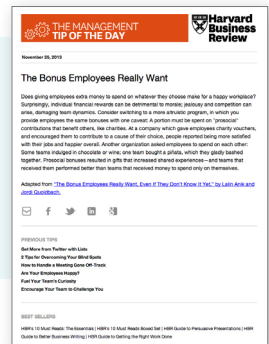 THE MANAGEMENT
TIP OF THE DAY
Harvard
Business
Review
November 25, 2013
The Bonus Employees Really Want
Does giving employees extra money to spend on whatever they choose make for a happy workplace?
Surprisingly, individual financial rewards can be detrimental to morale; jealousy and competition can
arise, damaging team dynamics. Consider switching to a more altruistic program, in which you
provide employees the same bonuses with one caveat: A portion must be spent on "prosocial"
contributions that benefit others, like charities. At a company which gave employees charity vouchers,
and encouraged them to contribute to a cause of their choice, people reported being more satisfied
with their jobs and happier overall. Another organization asked employees to spend on each other:
Some teams indulged in chocolate or wine; one team bought a piñata, which they gladly bashed
together. Prosocial bonuses resulted in gifts that increased shared experiences—and teams that
received them performed better than teams that received money to spend only on themselves.
Adapted from "The Bonus Employees Really Want, Even if They Don't Know It Yet," by Lalin Anik and
Jordi Quoidbach.
PREVIOUS TIPS
Get More from Twitter with Lists
2 Tips for Overcoming Your Blind Spots
How to Handle a Meeting Gone Off-Track
Are Your Employees Happy?
Fuel Your Team's Curiosity
Encourage Your Team to Challenge You
BEST SELLERS
HBR's 10 Must Reads: The Essentials | HBR's 10 Must Reads Boxed Set | HBR Guide to Persuasive Presentations | HBR
Guide to Better Business Writing | HBR Guide to Getting the Right Work Done